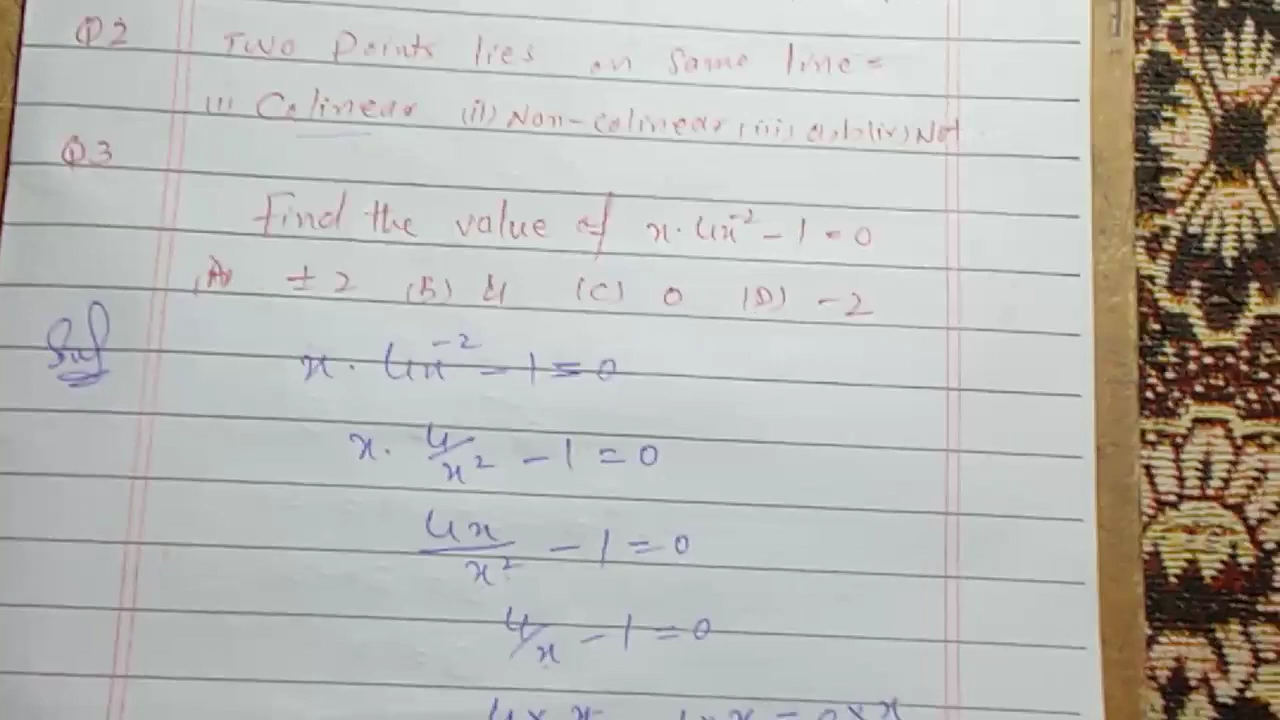 Q2 Two Points lies on same line =
(i) Colinear (ii) Non-colinear (iii) a,b (iv) Not
Q3
Find the value of x. 4x⁻² - 1 = 0
(A) ± 2 (B) 4 (C) 0 (D) -2
Sol x. 4x⁻² - 1 = 0
x. 4/x² - 1 = 0
4x/x² - 1 = 0
4/x - 1 = 0